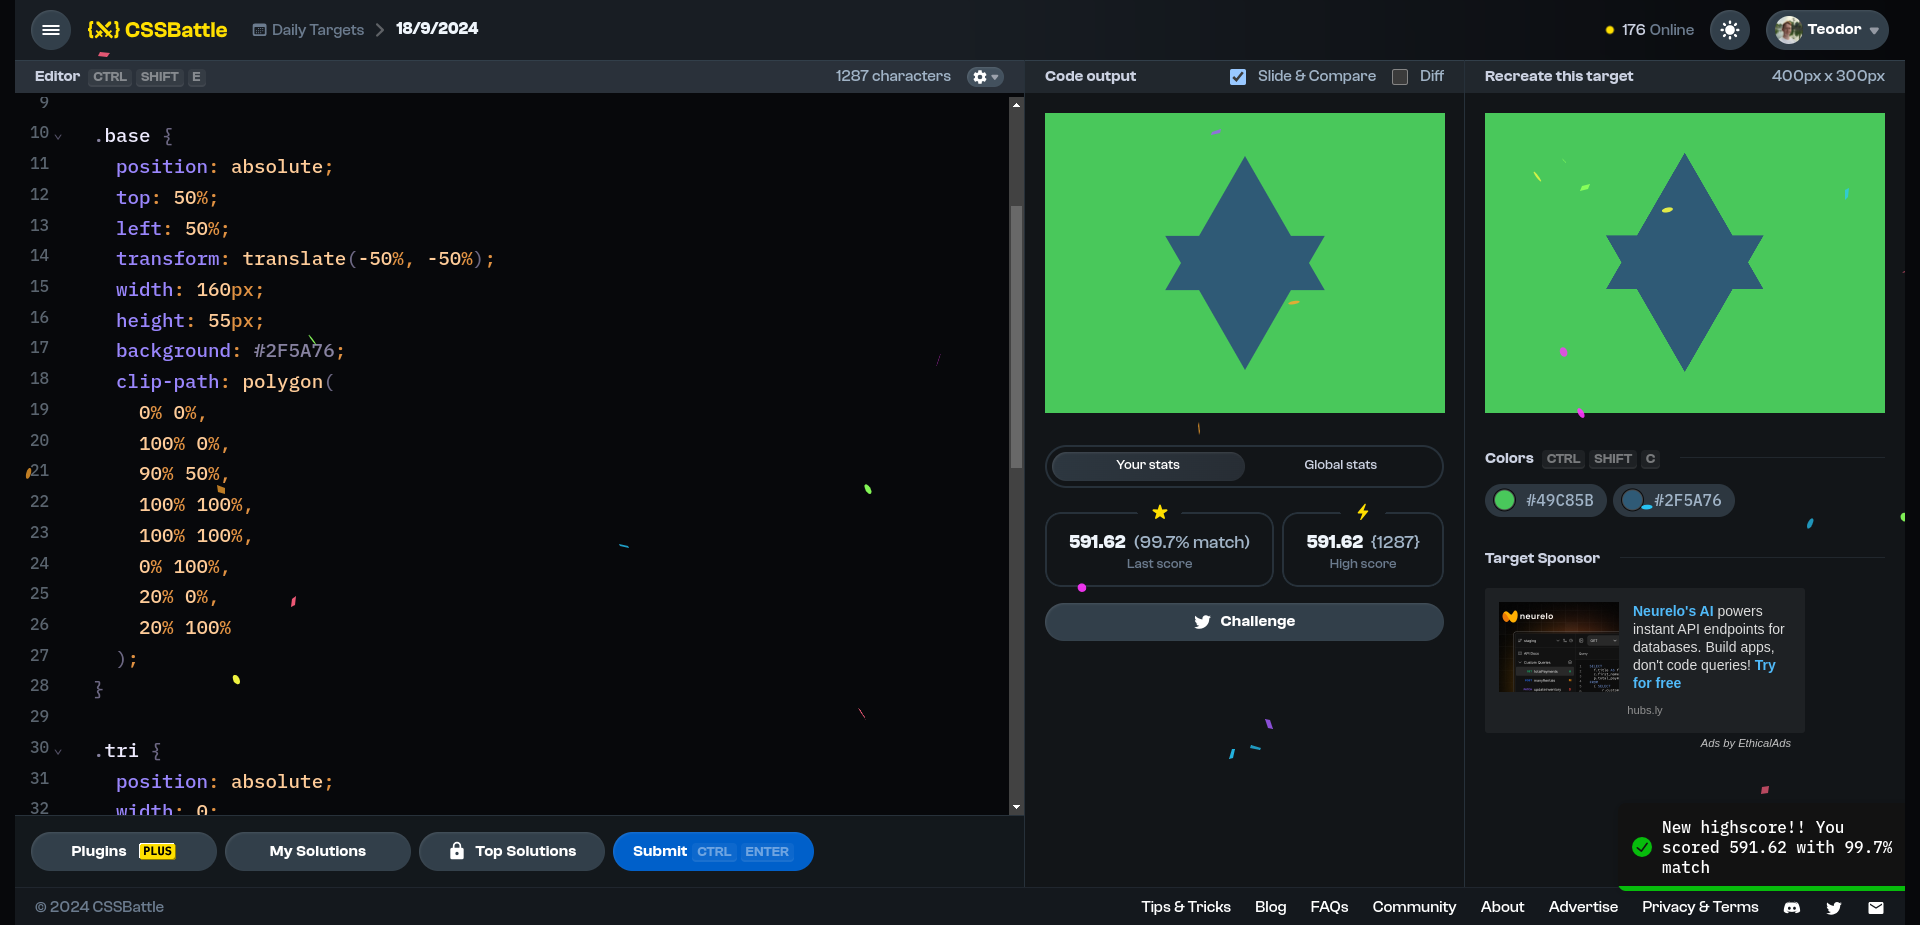 CSSBattle
Daily Targets
18/9/2024
176 Online
Teodor
Editor CTRL SHIFT E
1287 characters
Code output
Slide & Compare
Diff
Recreate this target
400px x 300px
9
10 .base {
11 position: absolute;
12 top: 50%;
13 left: 50%;
14 transform: translate(-50%, -50%);
15 width: 160px;
16 height: 55px;
17 background: #2F5A76;
18 clip-path: polygon(
19 0% 0%,
20 100% 0%,
21 90% 50%,
22 100% 100%,
23 100% 100%,
24 0% 100%,
25 20% 0%,
26 20% 100%
27 );
28 }
29
30 .tri {
31 position: absolute;
32 width: 0;
Your stats
Global stats
591.62 (99.7% match)
Last score
591.62 {1287}
High score
Challenge
Colors CTRL SHIFT C
#49C85B
#2F5A76
Target Sponsor
neurelo
Neurelo's AI powers
instant API endpoints for
databases. Build apps,
don't code queries! Try
for free
hubs.ly
Ads by EthicalAds
Plugins PLUS
My Solutions
Top Solutions
Submit CTRL ENTER
New highscore!! You
scored 591.62 with 99.7%
match
© 2024 CSSBattle
Tips & Tricks
Blog
FAQs
Community
About
Advertise
Privacy & Terms